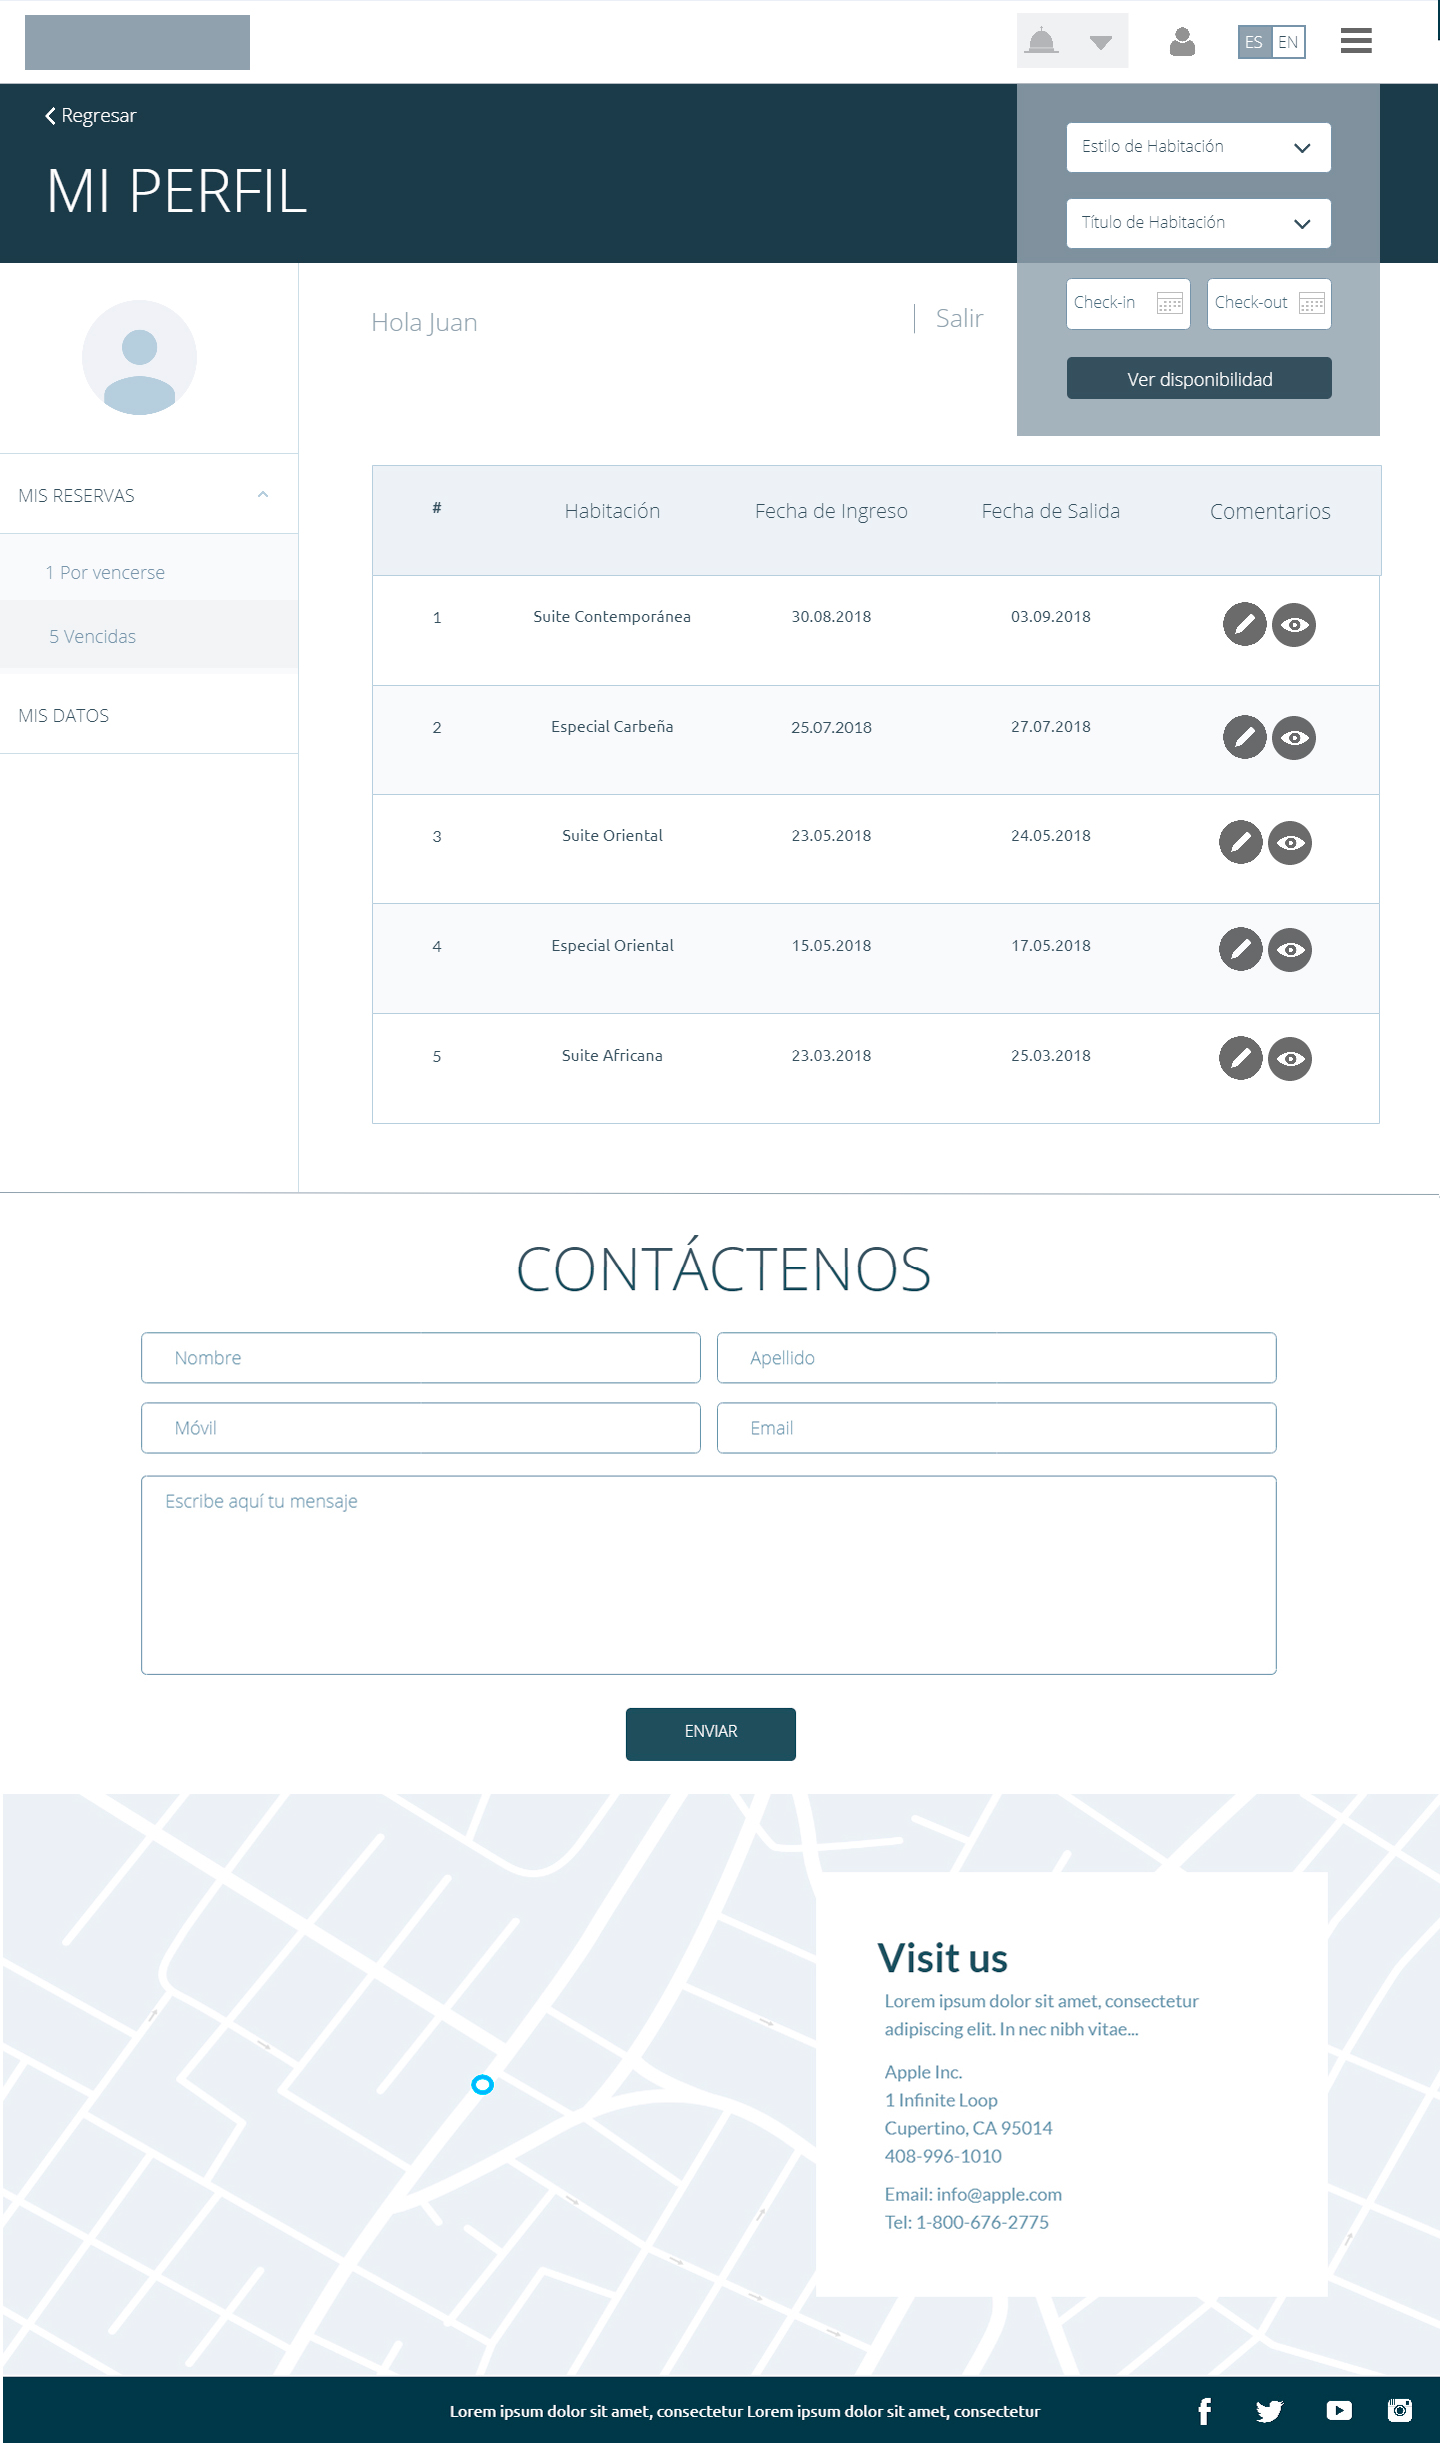 ES EN
Regresar
MI PERFIL
Estilo de Habitación
Título de Habitación
Check-in Check-out
Ver disponibilidad
Hola Juan
Salir
MIS RESERVAS
1 Por vencerse
5 Vencidas
MIS DATOS
# Habitación Fecha de Ingreso Fecha de Salida Comentarios
1 Suite Contemporánea 30.08.2018 03.09.2018
2 Especial Carbeña 25.07.2018 27.07.2018
3 Suite Oriental 23.05.2018 24.05.2018
4 Especial Oriental 15.05.2018 17.05.2018
5 Suite Africana 23.03.2018 25.03.2018
CONTÁCTENOS
Nombre Apellido
Móvil Email
Escribe aquí tu mensaje
ENVIAR
Visit us
Lorem ipsum dolor sit amet, consectetur
adipiscing elit. In nec nibh vitae...
Apple Inc.
1 Infinite Loop
Cupertino, CA 95014
408-996-1010
Email: info@apple.com
Tel: 1-800-676-2775
Lorem ipsum dolor sit amet, consectetur Lorem ipsum dolor sit amet, consectetur